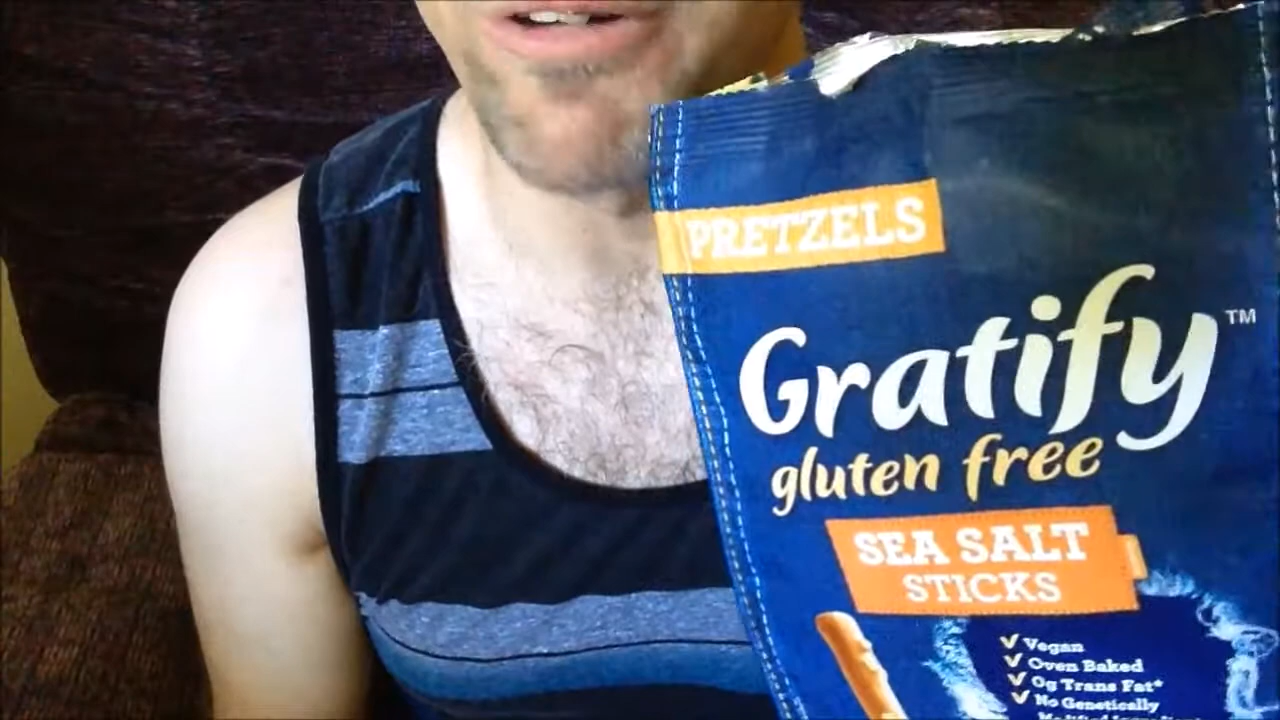 PRETZELS
Gratify™
gluten free
SEA SALT
STICKS
✓ Vegan
✓ Oven Baked
✓ 0g Trans Fat*
✓ No Genetically